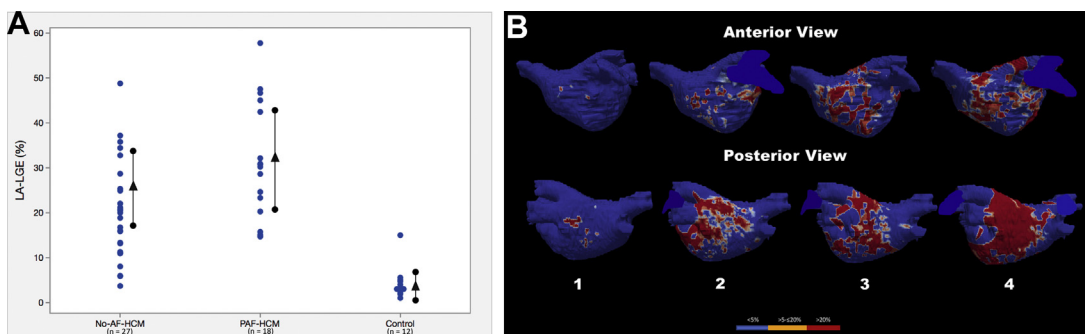 A
60
50
40
30
20
10
0
LA-LGE (%)
No-AF-HCM
(n = 27)
PAF-HCM
(n = 18)
Control
(n = 12)
B
Anterior View
Posterior View
1 2 3 4
<5% >5-≤20% >20%